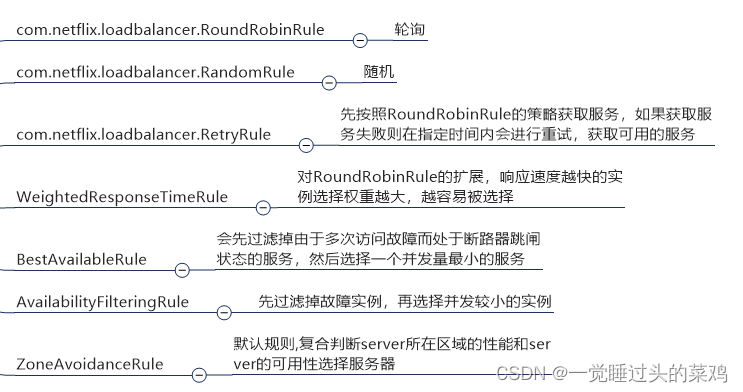 com.netflix.loadbalancer.RoundRobinRule
轮询
com.netflix.loadbalancer.RandomRule
随机
com.netflix.loadbalancer.RetryRule
先按照RoundRobinRule的策略获取服务，如果获取服
务失败则在指定时间内会进行重试，获取可用的服务
WeightedResponseTimeRule
对RoundRobinRule的扩展，响应速度越快的实
例选择权重越大，越容易被选择
BestAvailableRule
会先过滤掉由于多次访问故障而处于断路器跳闸
状态的服务，然后选择一个并发量最小的服务
AvailabilityFilteringRule
先过滤掉故障实例，再选择并发较小的实例
ZoneAvoidanceRule
默认规则,复合判断server所在区域的性能和ser
ver的可用性选择服务器
CSDN @一觉睡过头的菜鸡